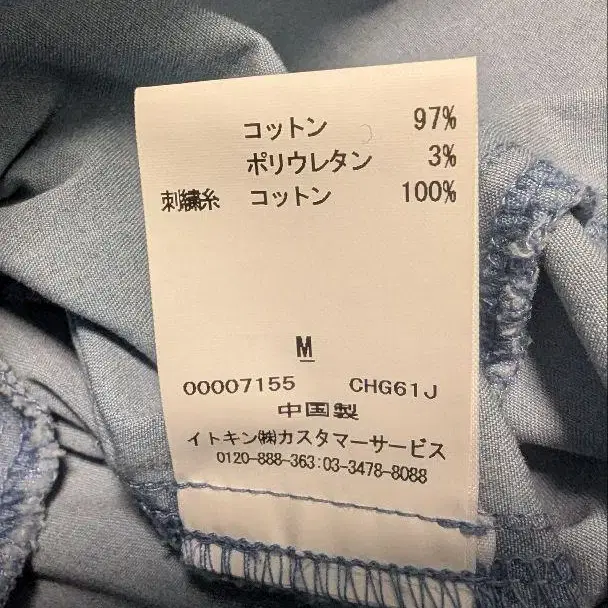 コットン 97%
ポリウレタン 3%
刺繍糸 コットン 100%
M
00007155 CHG61J
中国製
イトキン㈱カスタマーサービス
0120-888-363:03-3478-8088